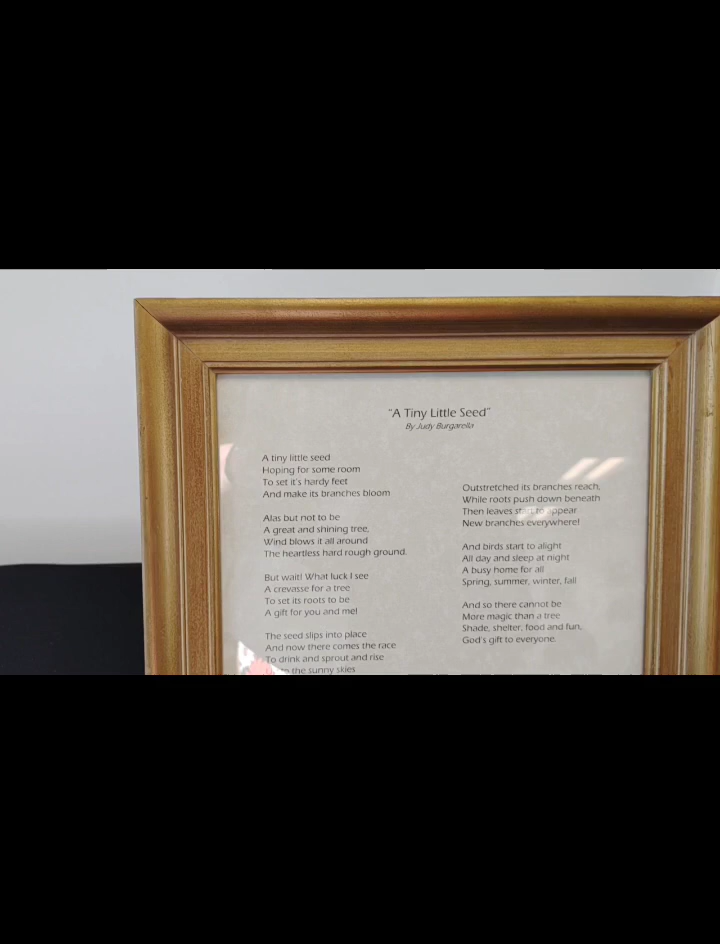 "A Tiny Little Seed"
By Judy Burgarella
A tiny little seed
Hoping for some room
To set it's hardy feet
And make its branches bloom
Alas but not to be
A great and shining tree,
Wind blows it all around
The heartless hard rough ground.
But wait! What luck I see
A crevasse for a tree
To set its roots to be
A gift for you and me!
The seed slips into place
And now there comes the race
To drink and sprout and rise
the sunny skies
Outstretched its branches reach,
While roots push down beneath
Then leaves start to appear
New branches everywhere!
And birds start to alight
All day and sleep at night
A busy home for all
Spring, summer, winter, fall
And so there cannot be
More magic than a tree
Shade, shelter, food and fun,
God's gift to everyone.